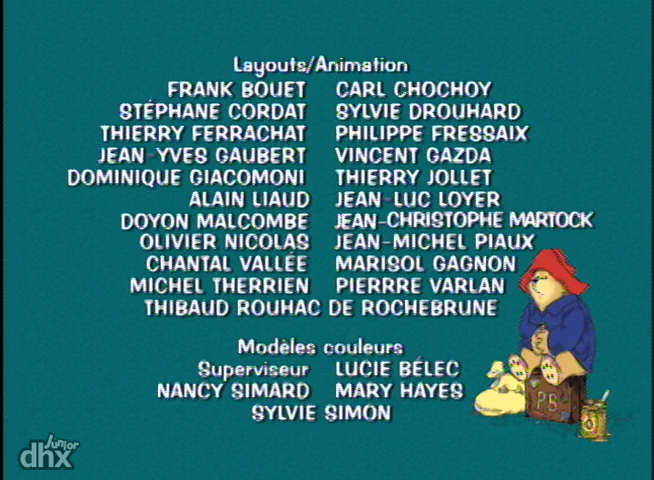 Layouts/Animation
FRANK BOUET CARL CHOCHOY
STÉPHANE CORDAT SYLVIE DROUHARD
THIERRY FERRACHAT PHILIPPE FRESSAIX
JEAN-YVES GAUBERT VINCENT GAZDA
DOMINIQUE GIACOMONI THIERRY JOLLET
ALAIN LIAUD JEAN-LUC LOYER
DOYON MALCOMBE JEAN-CHRISTOPHE MARTOCK
OLIVIER NICOLAS JEAN-MICHEL PIAUX
CHANTAL VALLÉE MARISOL GAGNON
MICHEL THERRIEN PIERRRE VARLAN
THIBAUD ROUHAC DE ROCHEBRUNE
Modèles couleurs
Superviseur LUCIE BÉLEC
NANCY SIMARD MARY HAYES
SYLVIE SIMON
PB
dhx Junior